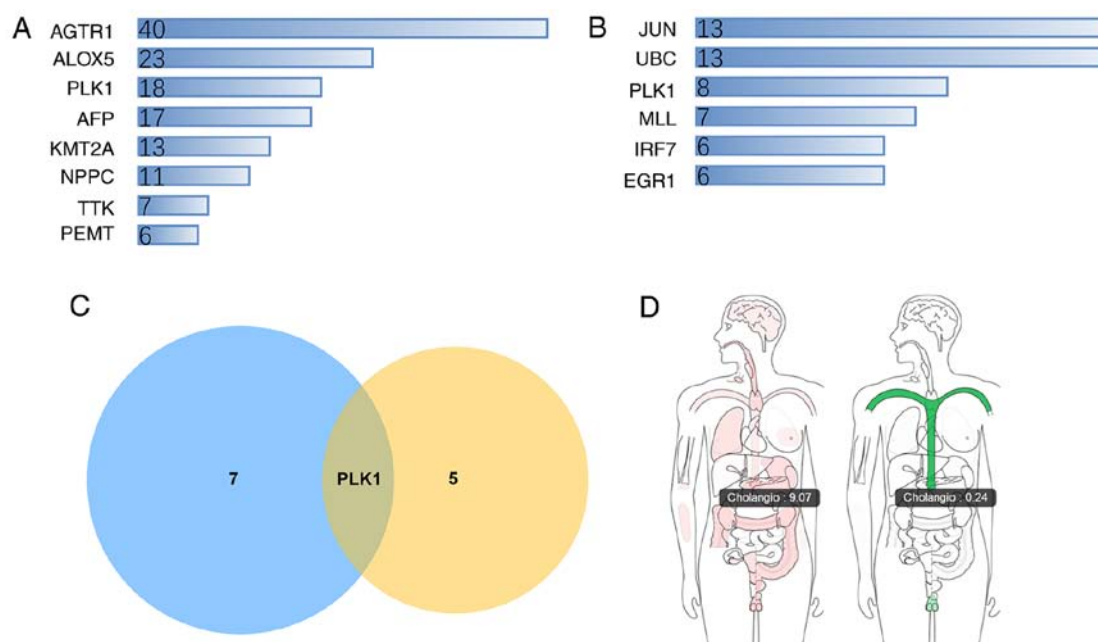 A
AGTR1 40
ALOX5 23
PLK1 18
AFP 17
KMT2A 13
NPPC 11
TTK 7
PEMT 6
B
JUN 13
UBC 13
PLK1 8
MLL 7
IRF7 6
EGR1 6
C
7 PLK1 5
D
Cholangio : 9.07
Cholangio : 0.24